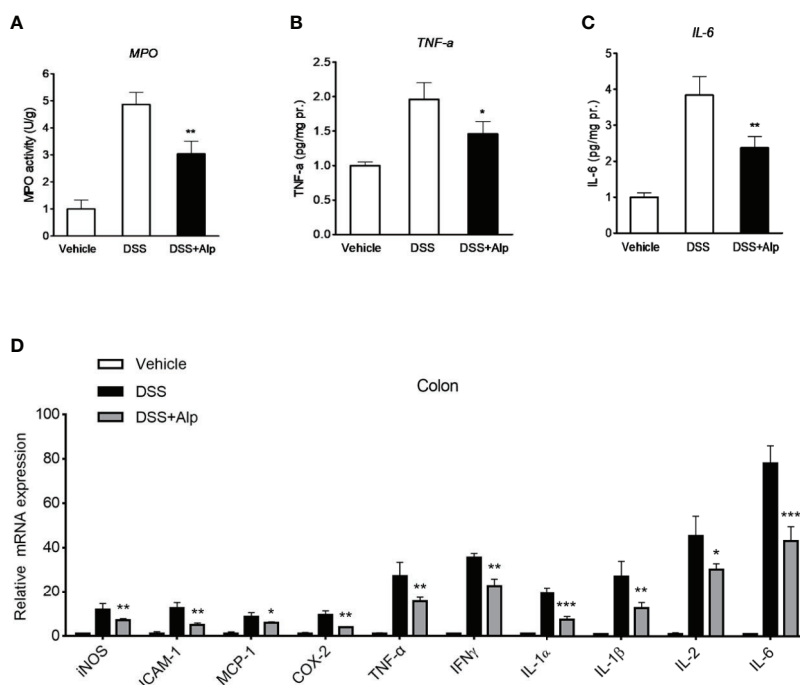 A
MPO
MPO activity (U/g)
6
5
4
3
2
1
0
**
Vehicle DSS DSS+Alp
B
TNF-a
TNF-a (pg/mg pr.)
2.5
2.0
1.5
1.0
0.5
0.0
*
Vehicle DSS DSS+Alp
C
IL-6
IL-6 (pg/mg pr.)
5
4
3
2
1
0
**
Vehicle DSS DSS+Alp
D
Vehicle
DSS
DSS+Alp
Colon
Relative mRNA expression
100
80
60
40
20
0
** ** * ** ** ** *** ** * ***
iNOS ICAM-1 MCP-1 COX-2 TNF-α IFNγ IL-1α IL-1β IL-2 IL-6